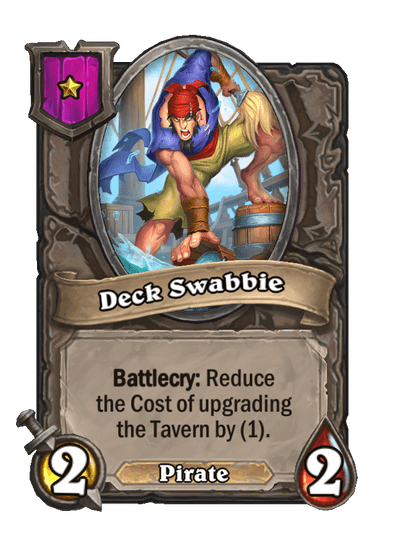 Deck Swabbie
Battlecry: Reduce
the Cost of upgrading
the Tavern by (1).
2
Pirate
2